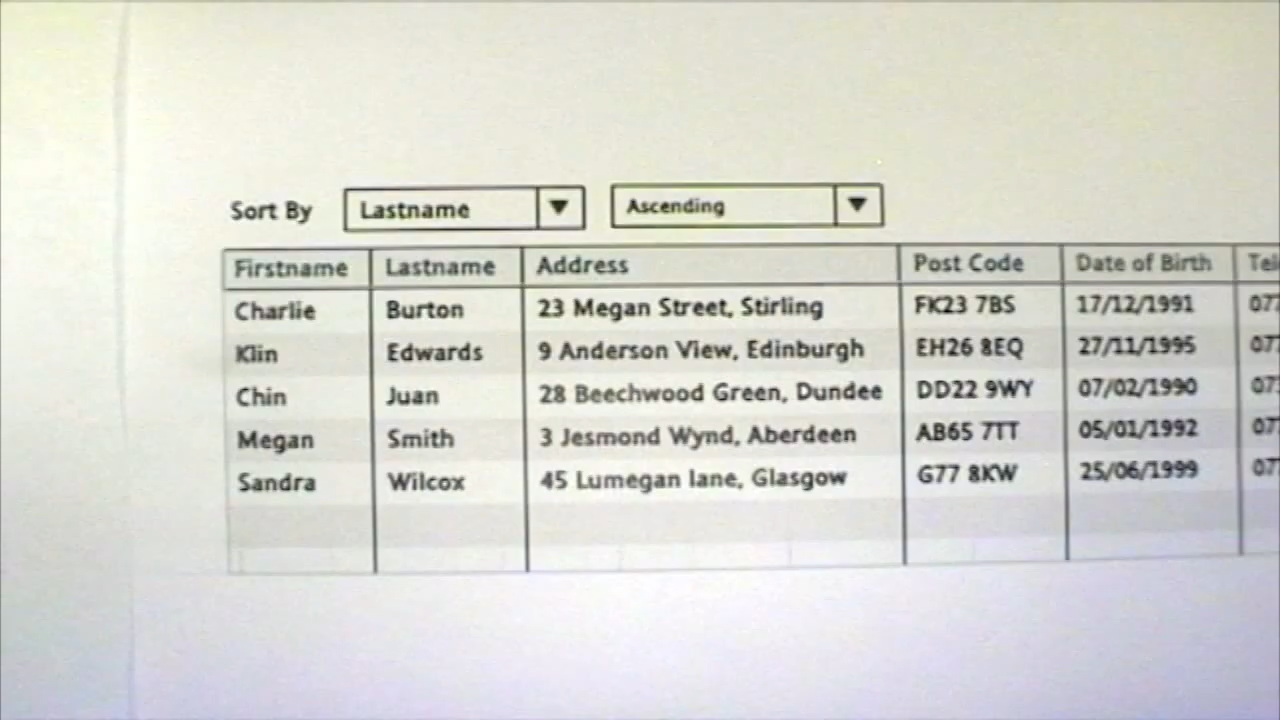 Sort By Lastname Ascending
Firstname Lastname Address Post Code Date of Birth
Charlie Burton 23 Megan Street, Stirling FK23 7BS 17/12/1991
Klin Edwards 9 Anderson View, Edinburgh EH26 8EQ 27/11/1995
Chin Juan 28 Beechwood Green, Dundee DD22 9WY 07/02/1990
Megan Smith 3 Jesmond Wynd, Aberdeen AB65 7TT 05/01/1992
Sandra Wilcox 45 Lumegan lane, Glasgow G77 8KW 25/06/1999